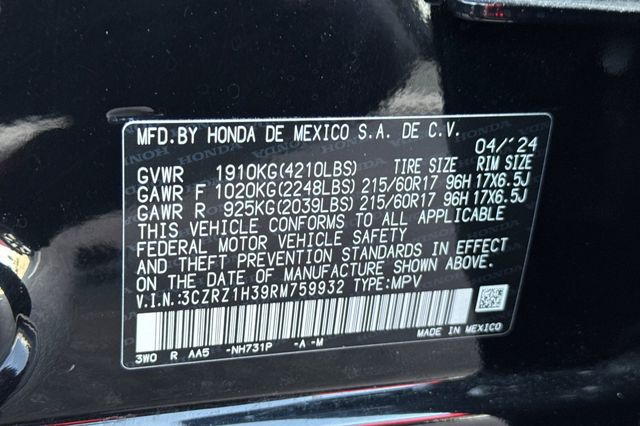 MFD.BY HONDA DE MEXICO S.A. DE C.V.
04/'24
GVWR 1910KG(4210LBS) TIRE SIZE RIM SIZE
GAWR F 1020KG(2248LBS) 215/60R17 96H 17X6.5J
GAWR R 925KG(2039LBS) 215/60R17 96H 17X6.5J
THIS VEHICLE CONFORMS TO ALL APPLICABLE
FEDERAL MOTOR VEHICLE SAFETY
AND THEFT PREVENTION STANDARDS IN EFFECT
ON THE DATE OF MANUFACTURE SHOWN ABOVE.
V.I.N.:3CZRZ1H39RM759932 TYPE:MPV
MADE IN MEXICO
3WO R AA5 -NH731P -A -M